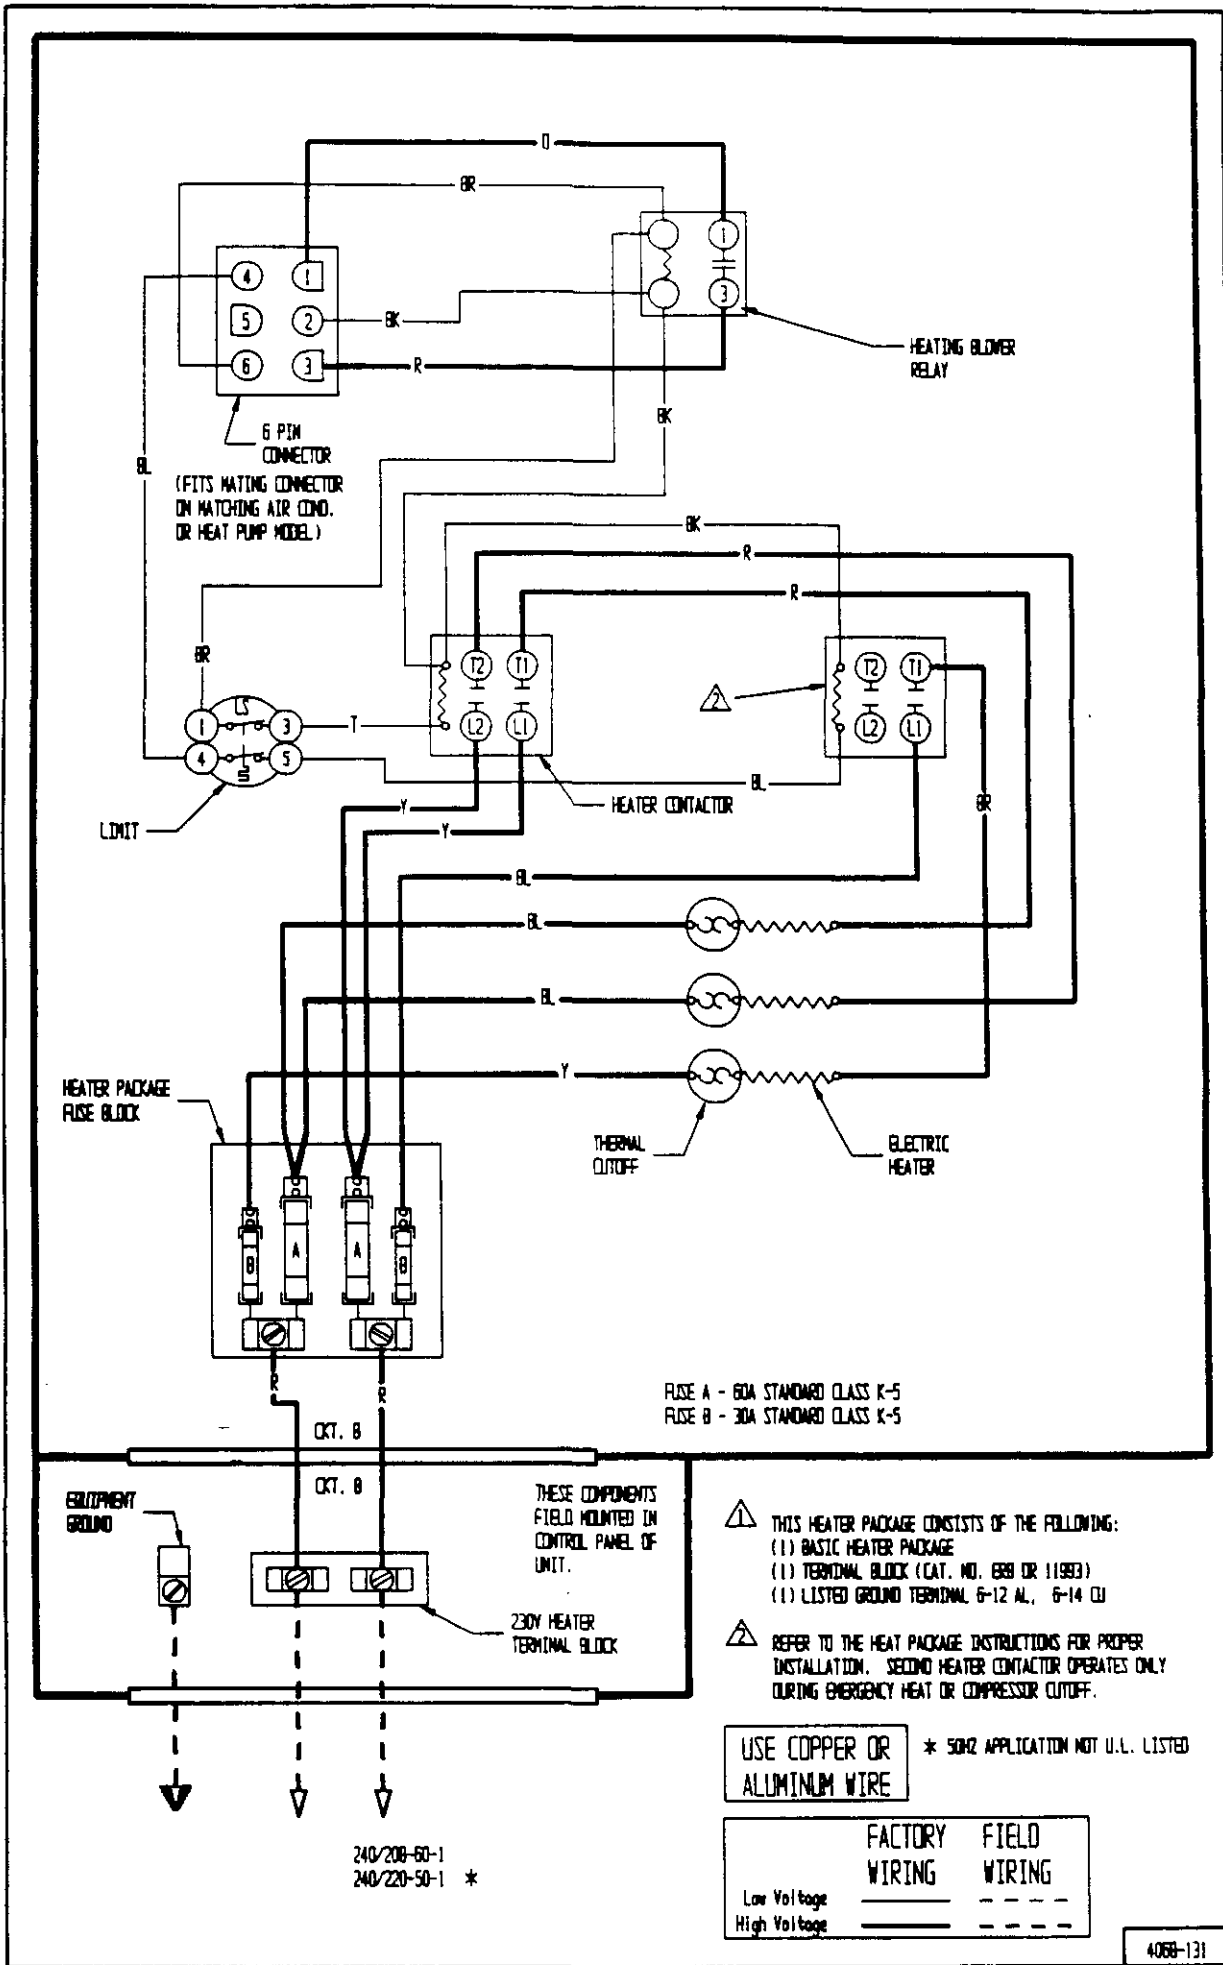 O
BR
1
4
1
5
2
BK
3
6
3
R
HEATING BLOWER
RELAY
BK
6 PIN
CONNECTOR
BL
(FITS MATING CONNECTOR
ON MATCHING AIR COND.
OR HEAT PUMP MODEL)
BK
R
R
BR
T2
T1
T2
T1
2
LS
1
3
T
L2
L1
L2
L1
4
5
BL
Y
HEATER CONTACTOR
BR
LIMIT
Y
BL
BL
BL
Y
HEATER PACKAGE
FUSE BLOCK
THERMAL
CUTOFF
ELECTRIC
HEATER
B
A
A
B
R
R
FUSE A - 60A STANDARD CLASS K-5
FUSE B - 30A STANDARD CLASS K-5
CKT. B
CKT. B
EQUIPMENT
GROUND
THESE COMPONENTS
FIELD MOUNTED IN
CONTROL PANEL OF
UNIT.
230V HEATER
TERMINAL BLOCK
1 THIS HEATER PACKAGE CONSISTS OF THE FOLLOWING:
(1) BASIC HEATER PACKAGE
(1) TERMINAL BLOCK (CAT. NO. OR
(1) LISTED GROUND TERMINAL 6-12 AL, 6-14 CU
2 REFER TO THE HEAT PACKAGE INSTRUCTIONS FOR PROPER
INSTALLATION. SECOND HEATER CONTACTOR OPERATES ONLY
DURING EMERGENCY HEAT OR COMPRESSOR CUTOFF.
USE COPPER OR
ALUMINUM WIRE
* 50HZ APPLICATION NOT U.L. LISTED
240/208-60-1
240/220-50-1 *
FACTORY FIELD
WIRING WIRING
Low Voltage
High Voltage
4068-131